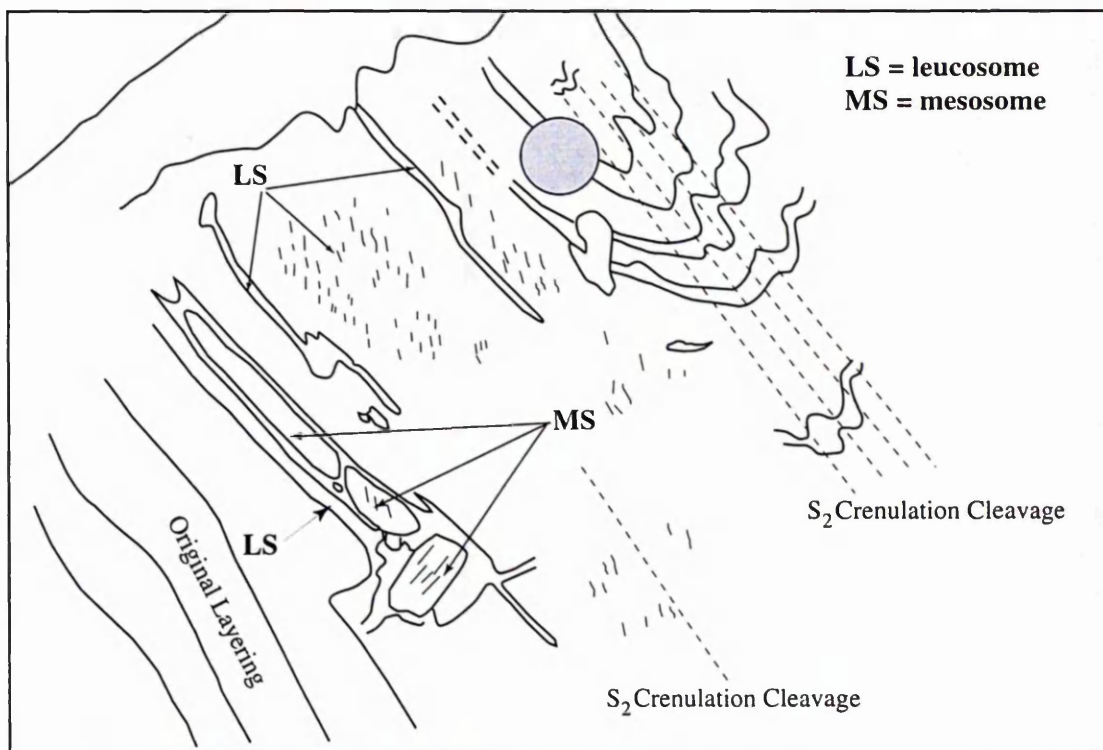 LS = leucosome
MS = mesosome
LS
MS
S₂ Crenulation Cleavage
LS
Original Layering
S₂ Crenulation Cleavage